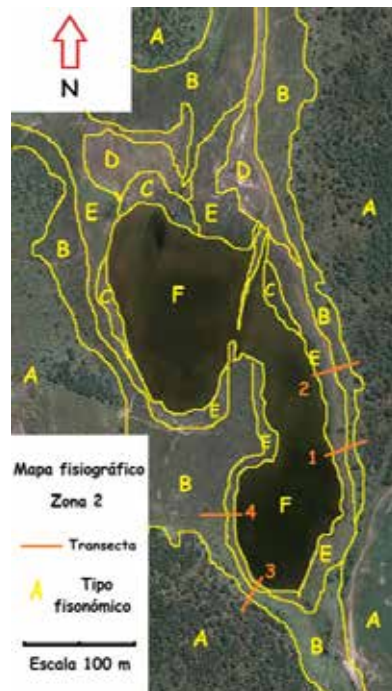 N
A
B
B
D
D
C
E
E
B
C
F
C
A
B
E
2
E
1
E
B
4
F
E
3
A
B
A
Mapa fisiográfico
Zona 2
Transecta
A Tipo
fisonómico
Escala 100 m